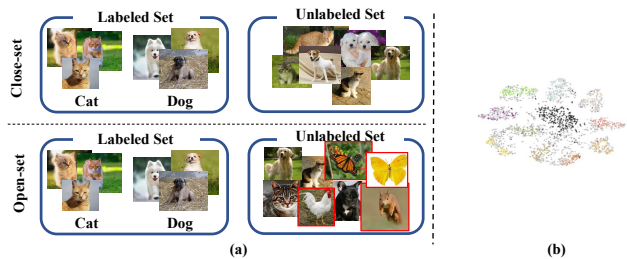 Close-set
Labeled Set
Cat
Dog
Unlabeled Set
Open-set
Labeled Set
Cat
Dog
Unlabeled Set
(a)
(b)